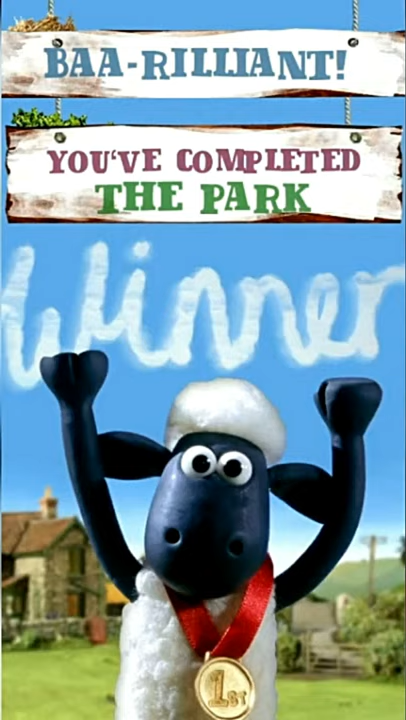 BAA-RILLIANT!
YOU'VE COMPLETED
THE PARK
Winner
1ST